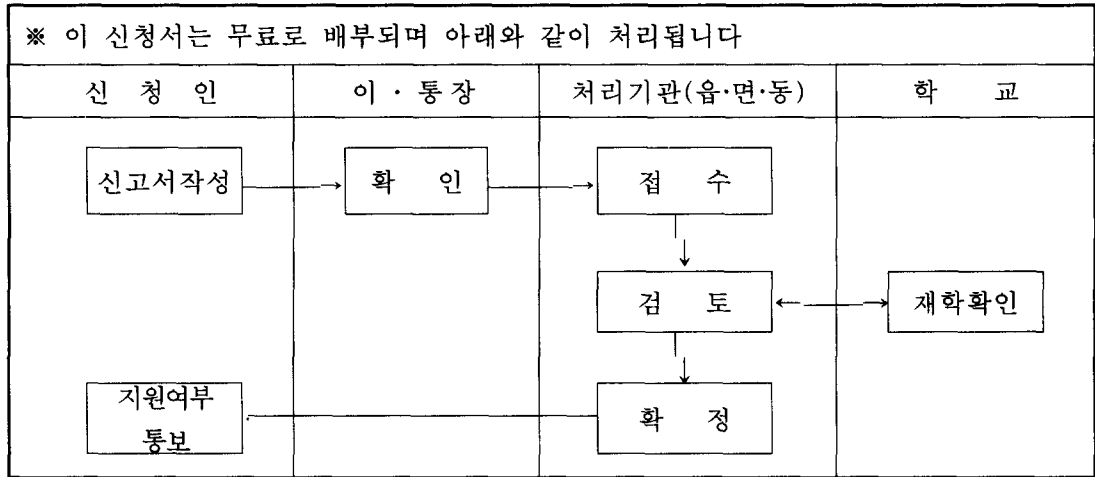 ※ 이 신청서는 무료로 배부되며 아래와 같이 처리됩니다
신 청 인 이·통장 처리기관(읍·면·동) 학 교
신고서작성 확 인 접 수
검 토 재학확인
지원여부
통보
확 정